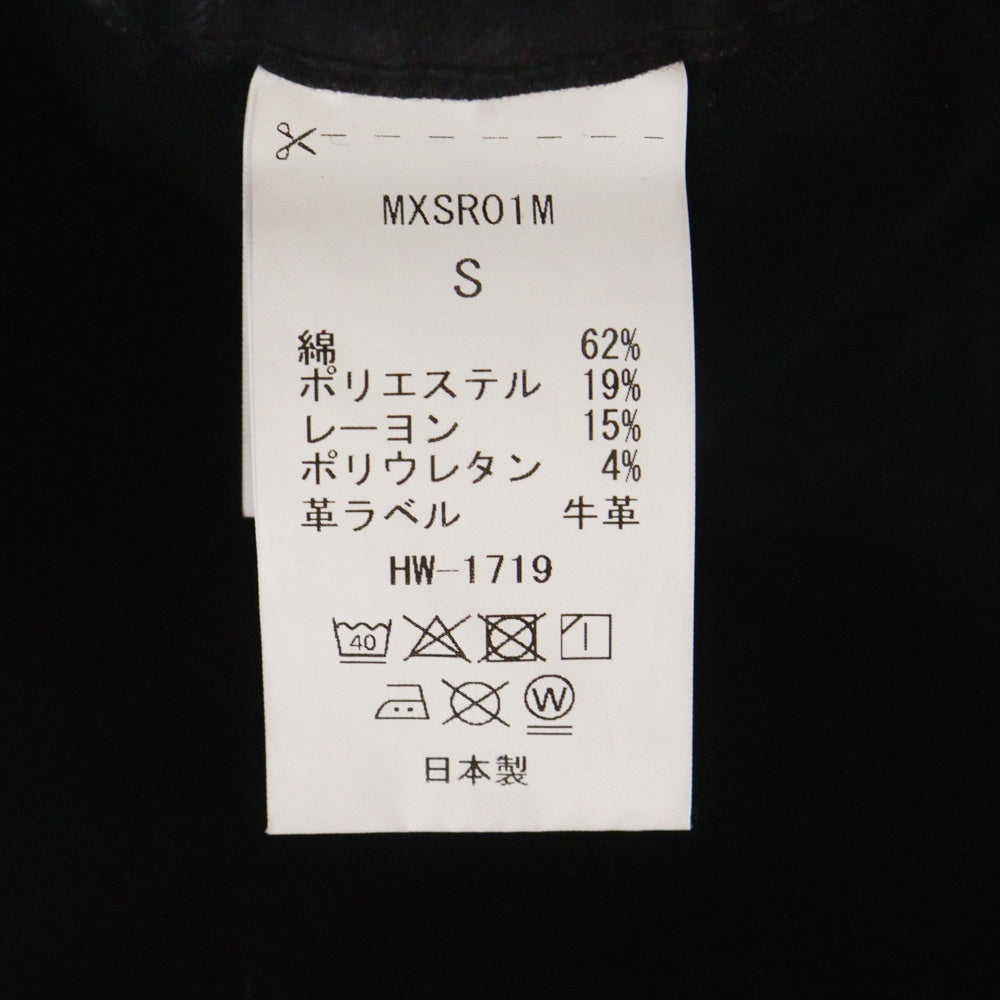 MXSR01M
S
綿 62%
ポリエステル 19%
レーヨン 15%
ポリウレタン 4%
革ラベル 牛革
HW-1719
40
W
日本製